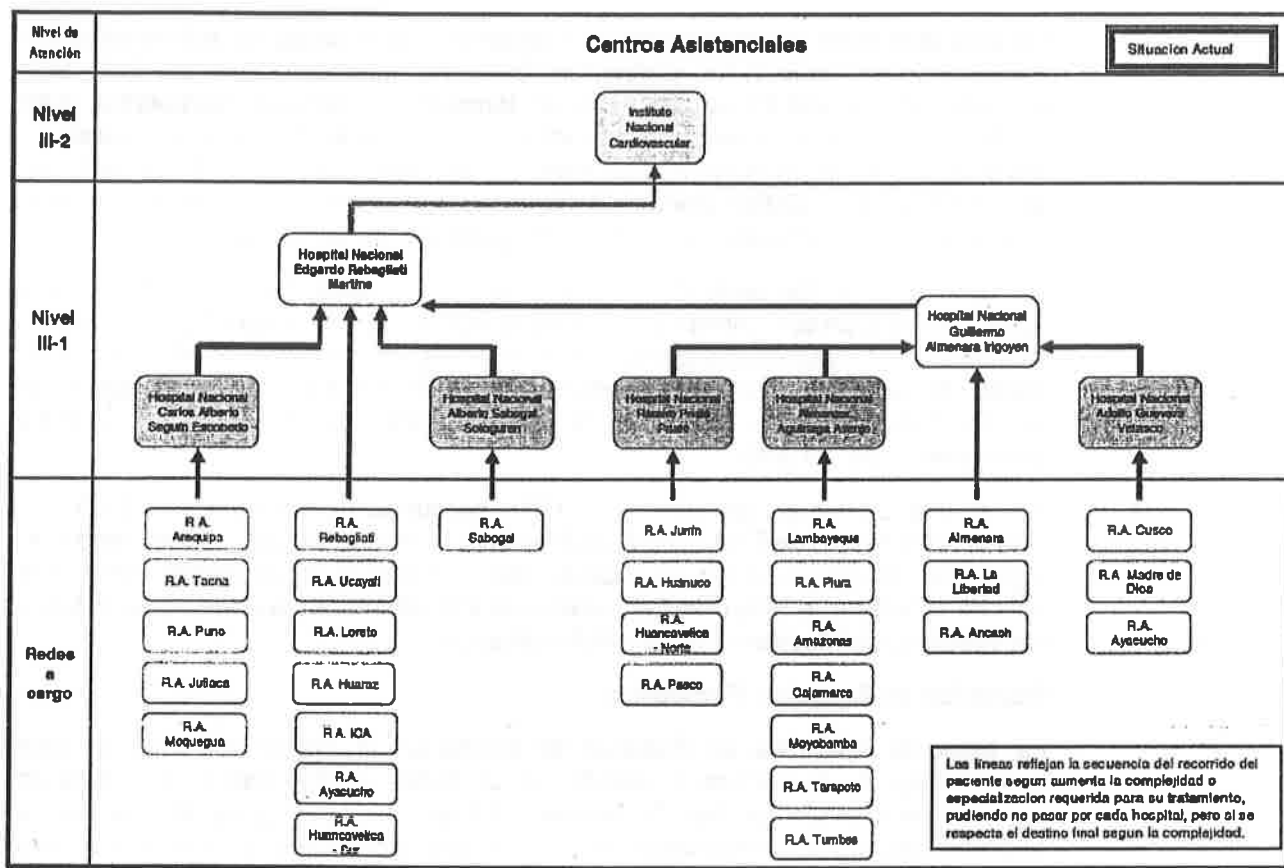 Nivel de
Atención
Centros Asistenciales
Situacion Actual
Nivel
III-2
Instituto
Nacional
Cardiovascular.
Nivel
III-1
Hospital Nacional
Edgardo Rebagliati
Martins
Hospital Nacional
Guillermo
Almenara Irigoyen
Hospital Nacional
Carlos Alberto
Seguin Escobedo
Hospital Nacional
Alberto Sabogal
Sologuren
Hospital Nacional
Ramiro Prialé
Prialé
Hospital Nacional
Almanzor
Aguinaga Asenjo
Hospital Nacional
Adolfo Guevara
Velazco
Redes
a
cargo
R.A.
Arequipa
R.A. Tacna
R.A. Puno
R.A. Juliaca
R.A.
Moquegua
R.A.
Rebagliati
R.A. Ucayali
R.A. Loreto
R.A. Huaraz
R.A. ICA
R.A.
Ayacucho
R.A.
Huancavelica
- Sur
R.A.
Sabogal
R.A. Junín
R.A. Huánuco
R.A.
Huancavelica
- Norte
R.A. Pasco
R.A.
Lambayeque
R.A. Piura
R.A.
Amazonas
R.A.
Cajamarca
R.A.
Moyobamba
R.A. Tarapoto
R.A. Tumbes
R.A.
Almenara
R.A. La
Libertad
R.A. Ancash
R.A. Cusco
R.A Madre de
Dios
R.A.
Ayacucho
Las líneas reflejan la secuencia del recorrido del
paciente segun aumenta la complejidad o
especializacion requerida para su tratamiento,
pudiendo no pasar por cada hospital, pero si se
respeta el destino final segun la complejidad.